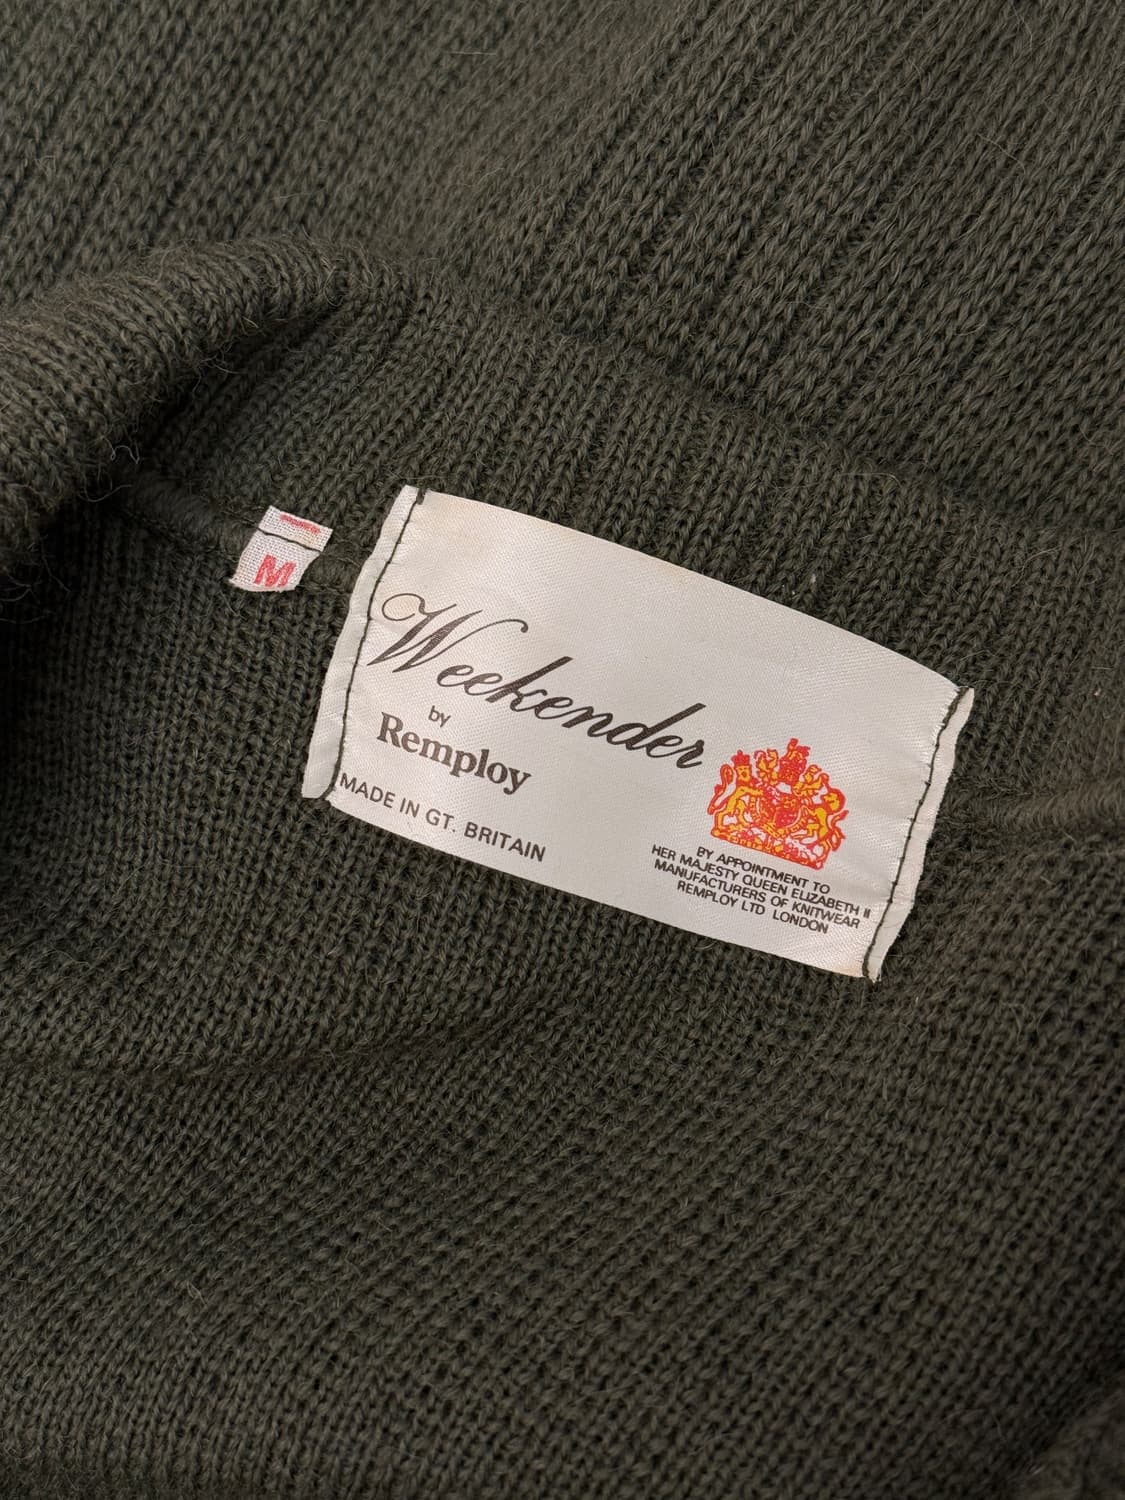 M
Weekender
by
Remploy
MADE IN GT. BRITAIN
BY APPOINTMENT TO
HER MAJESTY QUEEN ELIZABETH II
MANUFACTURERS OF KNITWEAR
REMPLOY LTD LONDON